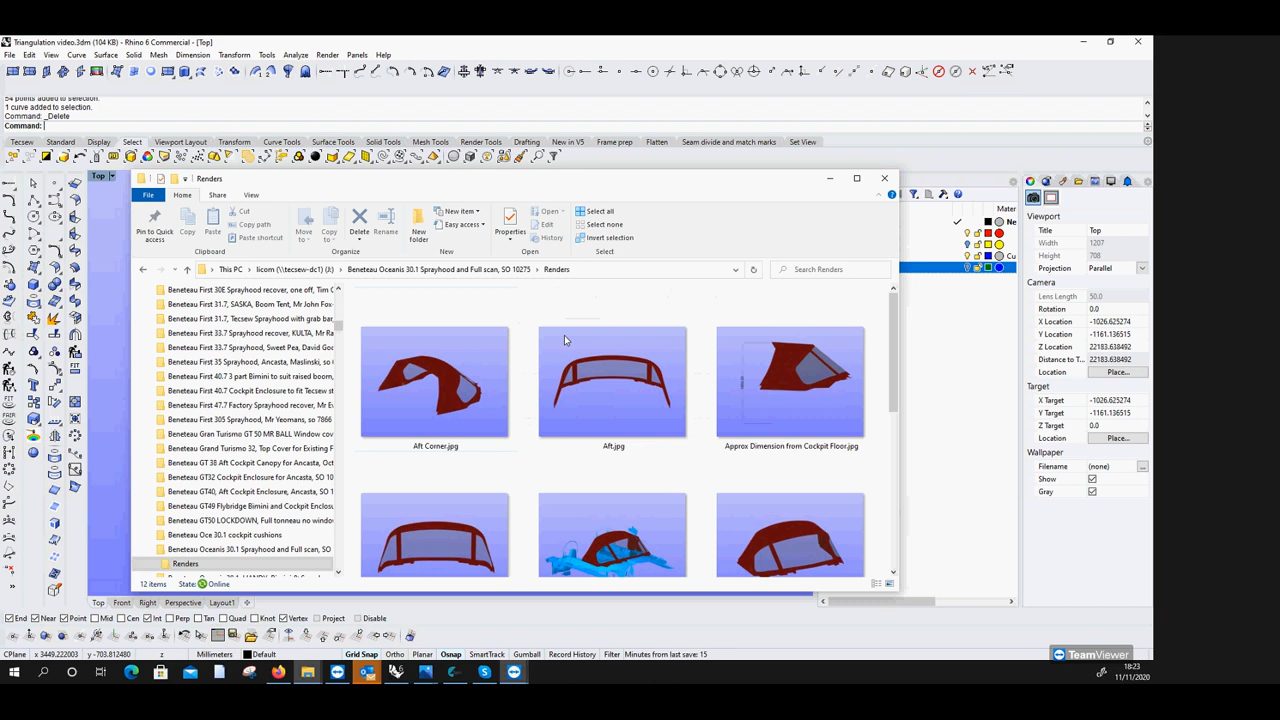 Triangulation video.3dm (104 KB) - Rhino 6 Commercial - [Top]
File Edit View Curve Surface Solid Mesh Dimension Transform Tools Analyze Render Panels Help
54 points added to selection.
1 curve added to selection.
Command: _Delete
Command:
Tecsew Standard Display Select Viewport Layout Transform Curve Tools Surface Tools Solid Tools Mesh Tools Render Tools Drafting New in V5 Frame prep Flatten Seam divide and match marks Set View
Top
Renders
File Home Share View
Pin to Quick access
Copy
Paste
Cut
Copy path
Paste shortcut
Move to
Copy to
Delete
Rename
New folder
New item
Easy access
Properties
Open
Edit
History
Select all
Select none
Invert selection
Clipboard Organize New Open Select
This PC > licorn (\\tecsew-dc1) (J:) > Beneteau Oceanis 30.1 Sprayhood and Full scan, SO 10275 > Renders
Search Renders
Beneteau First 30E Sprayhood recover, one off, Tim C
Beneteau First 31.7, SASKA, Boom Tent, Mr John Fox-
Beneteau First 31.7, Tecsew Sprayhood with grab bar
Beneteau First 33.7 Sprayhood recover, KULTA, Mr Ra
Beneteau First 33.7 Sprayhood, Sweet Pea, David Goo
Beneteau First 35 Sprayhood, Ancasta, Maslinski, so
Beneteau First 40.7 3 part Bimini to suit raised boom,
Beneteau First 40.7 Cockpit Enclosure to fit Tecsew st
Beneteau First 47.7 Factory Sprayhood recover, Mr Ev
Beneteau First 305 Sprayhood, Mr Yeomans, so 7866
Beneteau Gran Turismo GT 50 MR BALL Window cov
Beneteau Grand Turismo 32, Top Cover for Existing F
Beneteau GT 38 Aft Cockpit Canopy for Ancasta, Octo
Beneteau GT32 Cockpit Enclosure for Ancasta, SO 10
Beneteau GT40, Aft Cockpit Enclosure, Ancasta, SO 1
Beneteau GT49 Flybridge Bimini and Cockpit Enclosu
Beneteau GT50 LOCKDOWN, Full tonneau no windo
Beneteau Oce 30.1 cockpit cushions
Beneteau Oceanis 30.1 Sprayhood and Full scan, SO
Renders
Aft Corner.jpg
Aft.jpg
Approx Dimension from Cockpit Floor.jpg
12 items State: Online
Mater
Ne
Cu
Viewport
Title Top
Width 1207
Height 708
Projection Parallel
Camera
Lens Length 50.0
Rotation 0.0
X Location -1026.625274
Y Location -1161.136515
Z Location 22183.638492
Distance to T... 22183.638492
Location Place...
Target
X Target -1026.625274
Y Target -1161.136515
Z Target 0.0
Location Place...
Wallpaper
Filename (none) ...
Show
Gray
Top Front Right Perspective Layout1
End Near Point Mid Cen Int Perp Tan Quad Knot Vertex Project Disable
CPlane x 3449.222003 y -703.812480 z Millimeters Default Grid Snap Ortho Planar Osnap SmartTrack Gumball Record History Filter Minutes from last save: 15
TeamViewer
18:23
11/11/2020